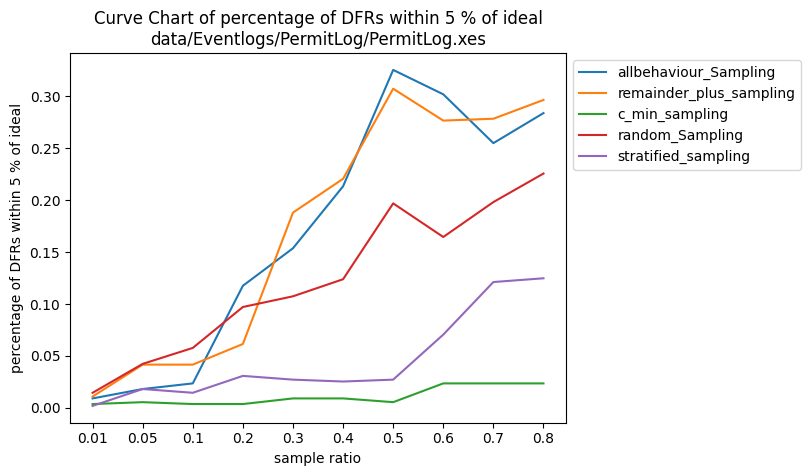 Curve Chart of percentage of DFRs within 5 % of ideal
data/Eventlogs/PermitLog/PermitLog.xes
percentage of DFRs within 5 % of ideal
0.30
0.25
0.20
0.15
0.10
0.05
0.00
0.01 0.05 0.1 0.2 0.3 0.4 0.5 0.6 0.7 0.8
sample ratio
allbehaviour_Sampling
remainder_plus_sampling
c_min_sampling
random_Sampling
stratified_sampling